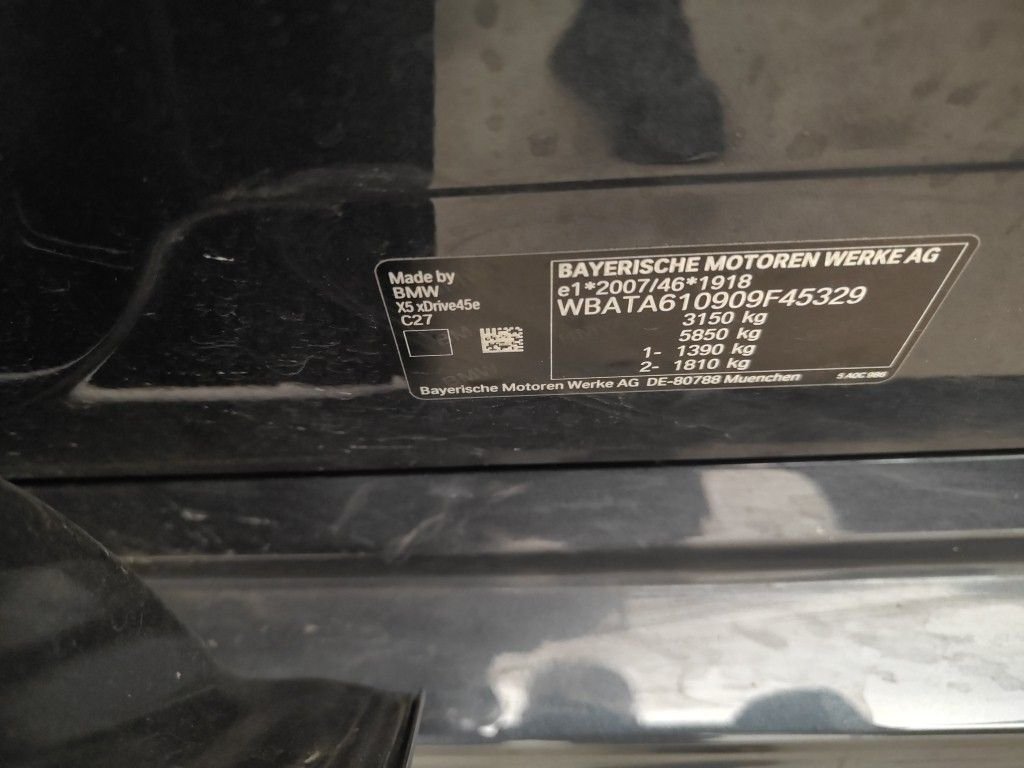 Made by
BMW
X5 xDrive45e
C27
BAYERISCHE MOTOREN WERKE AG
e1*2007/46*1918
WBATA610909F45329
3150 kg
5850 kg
1- 1390 kg
2- 1810 kg
Bayerische Motoren Werke AG DE-80788 Muenchen